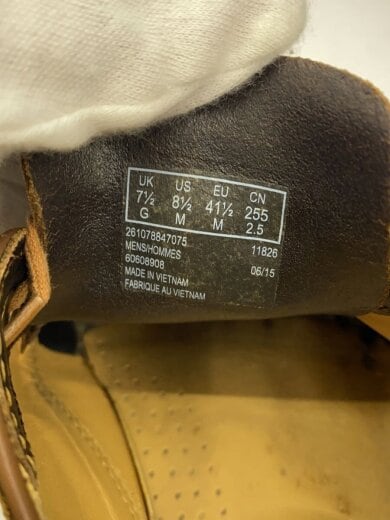 UK US EU CN
7½ 8½ 41½ 255
G M M 2.5
261078847075 11826
MENS/HOMMES
60608908 06/15
MADE IN VIETNAM
FABRIQUE AU VIETNAM